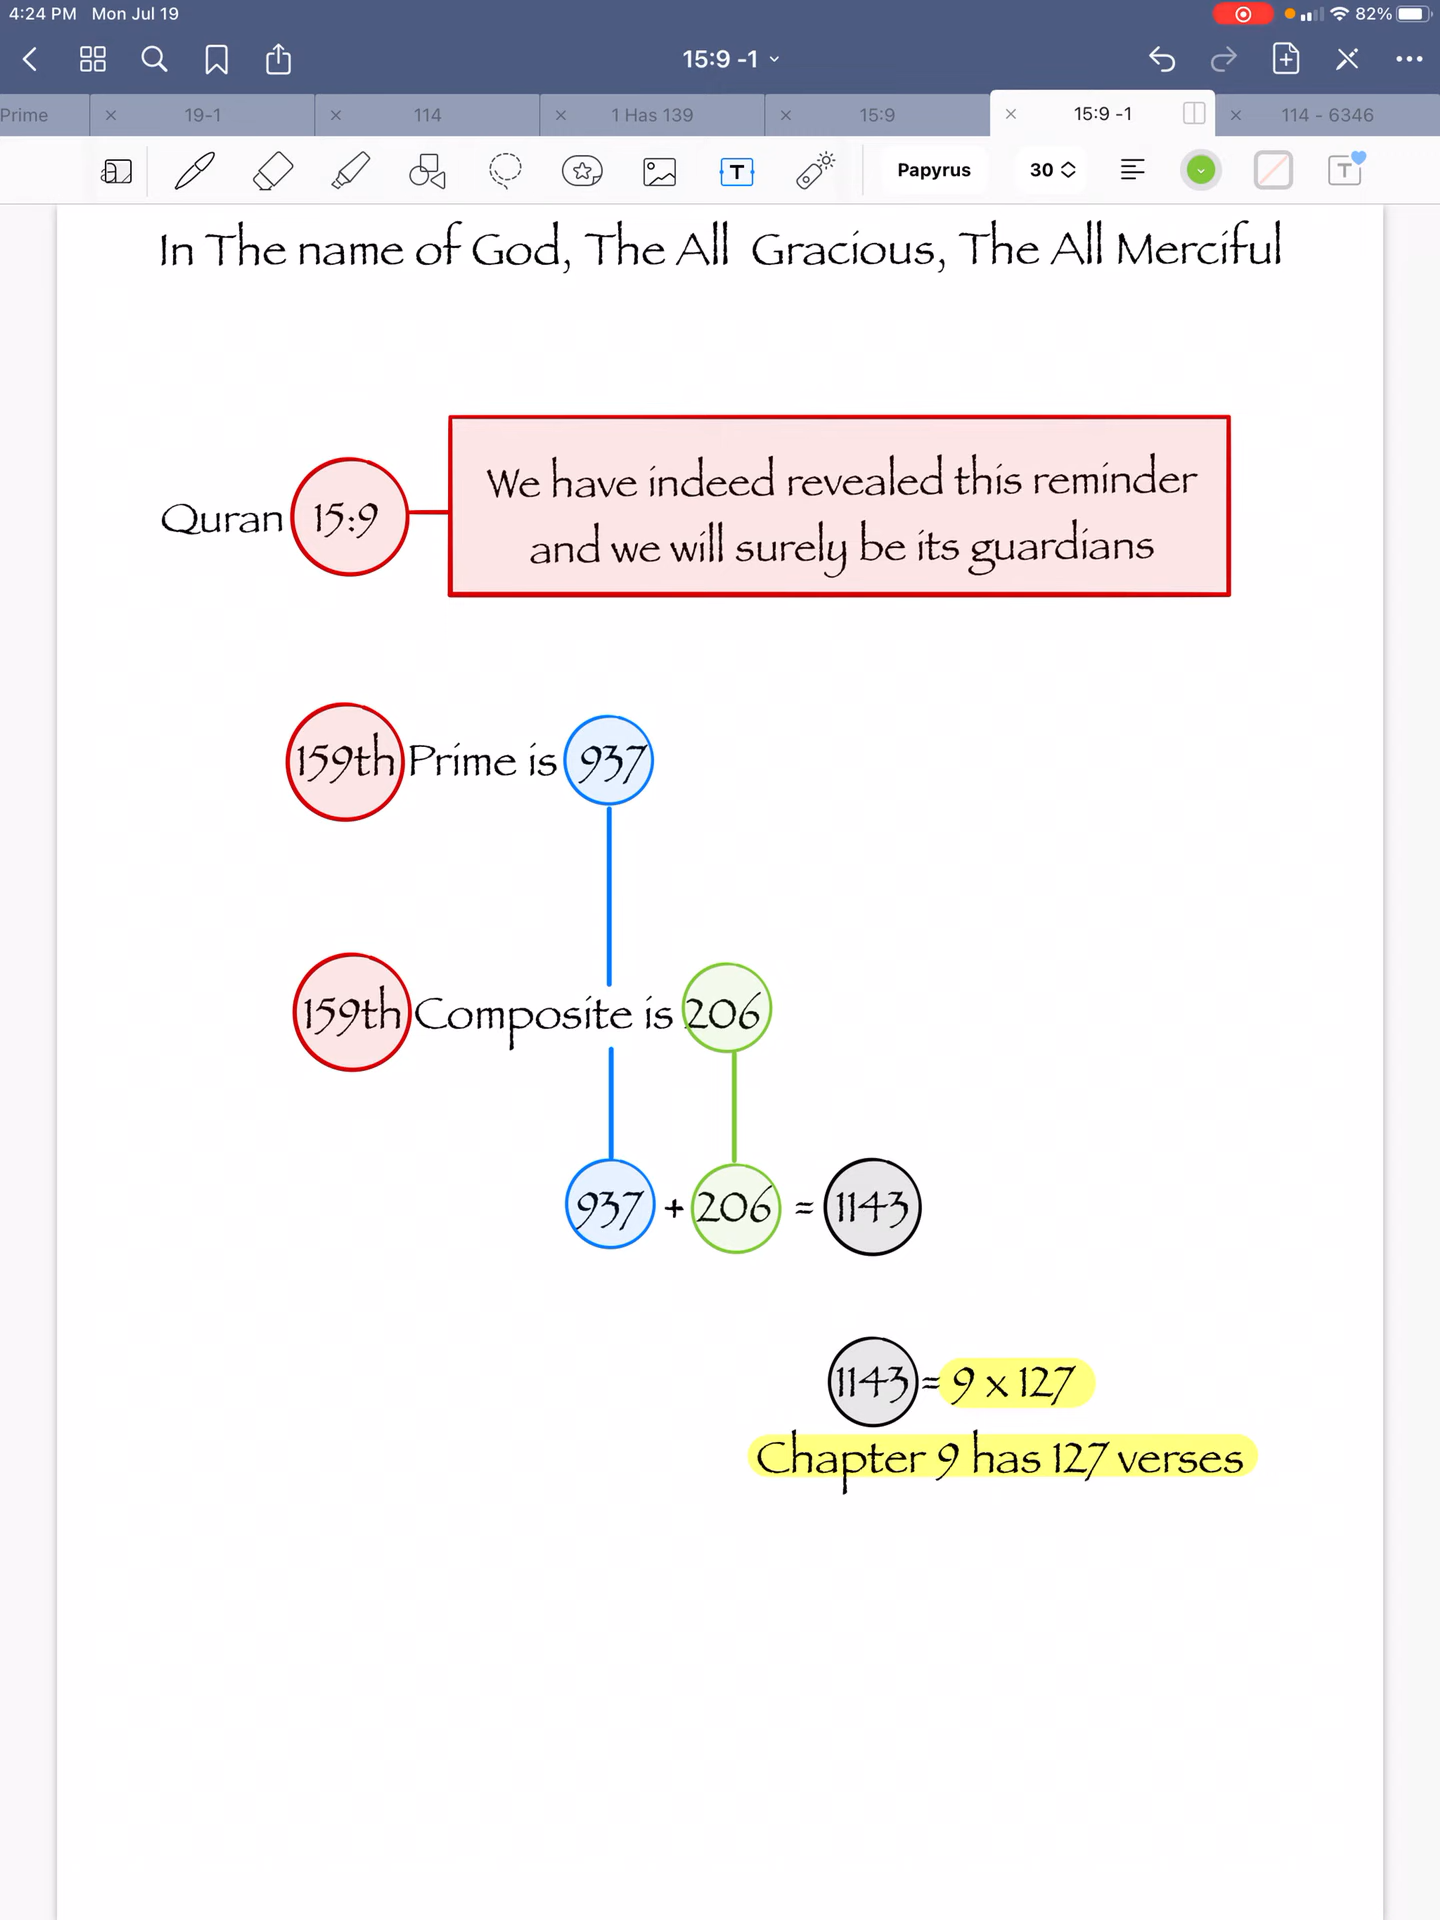 4:24 PM Mon Jul 19
82%
15:9 -1
Prime
19-1
114
1 Has 139
15:9
15:9 -1
114 - 6346
Papyrus
30
In The name of God, The All Gracious, The All Merciful
Quran 15:9
We have indeed revealed this reminder
and we will surely be its guardians
159th Prime is 937
159th Composite is 206
937 + 206 = 1143
1143 = 9 x 127
Chapter 9 has 127 verses